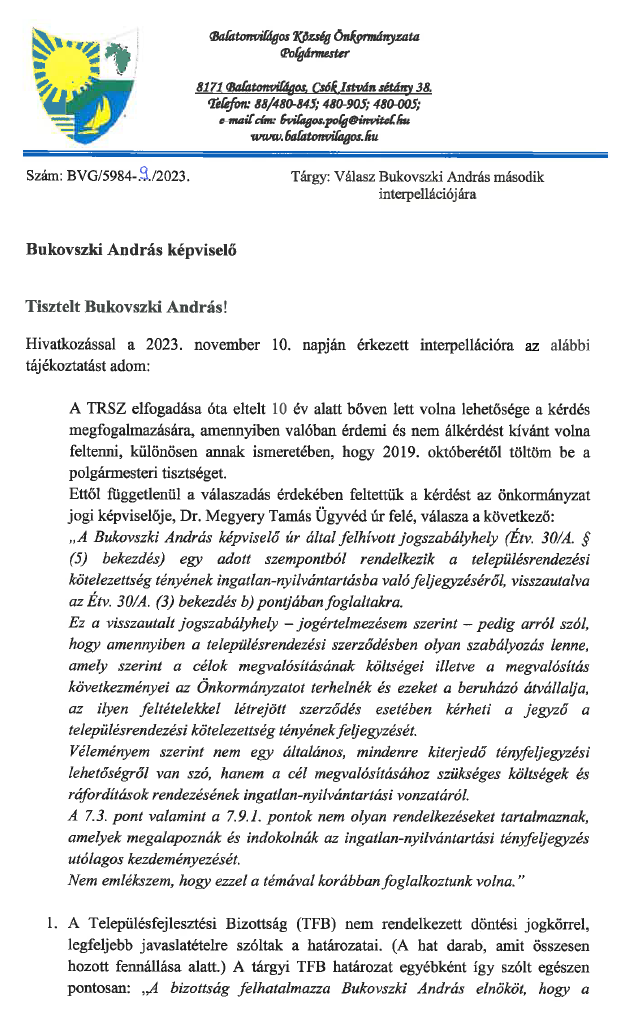 Balatonvilágos Község Önkormányzata
Polgármester
8171 Balatonvilágos, Csók István sétány 38.
Telefon: 88/480-845; 480-905; 480-005;
e-mail cím: bvilagos.polg@invitel.hu
www.balatonvilagos.hu
Szám: BVG/5984-9./2023.
Tárgy: Válasz Bukovszki András második
interpellációjára
Bukovszki András képviselő
Tisztelt Bukovszki András!
Hivatkozással a 2023. november 10. napján érkezett interpellációra az alábbi
tájékoztatást adom:
A TRSZ elfogadása óta eltelt 10 év alatt bőven lett volna lehetősége a kérdés
megfogalmazására, amennyiben valóban érdemi és nem álkérdést kívánt volna
feltenni, különösen annak ismeretében, hogy 2019. októberétől töltöm be a
polgármesteri tisztséget.
Ettől függetlenül a válaszadás érdekében feltettük a kérdést az önkormányzat
jogi képviselője, Dr. Megyery Tamás Ügyvéd úr felé, válasza a következő:
„A Bukovszki András képviselő úr által felhívott jogszabályhely (Étv. 30/A. §
(5) bekezdés) egy adott szempontból rendelkezik a településrendezési
kötelezettség tényének ingatlan-nyilvántartásba való feljegyzéséről, visszautalva
az Étv. 30/A. (3) bekezdés b) pontjában foglaltakra.
Ez a visszautalt jogszabályhely – jogértelmezésem szerint – pedig arról szól,
hogy amennyiben a településrendezési szerződésben olyan szabályozás lenne,
amely szerint a célok megvalósításának költségei illetve a megvalósítás
következményei az Önkormányzatot terhelnék és ezeket a beruházó átvállalja,
az ilyen feltételekkel létrejött szerződés esetében kérheti a jegyző a
településrendezési kötelezettség tényének feljegyzését.
Véleményem szerint nem egy általános, mindenre kiterjedő tényfeljegyzési
lehetőségről van szó, hanem a cél megvalósításához szükséges költségek és
ráfordítások rendezésének ingatlan-nyilvántartási vonzatáról.
A 7.3. pont valamint a 7.9.1. pontok nem olyan rendelkezéseket tartalmaznak,
amelyek megalapoznák és indokolnák az ingatlan-nyilvántartási tényfeljegyzés
utólagos kezdeményezését.
Nem emlékszem, hogy ezzel a témával korábban foglalkoztunk volna."
1. A Településfejlesztési Bizottság (TFB) nem rendelkezett döntési jogkörrel,
legfeljebb javaslatételre szóltak a határozatai. (A hat darab, amit összesen
hozott fennállása alatt.) A tárgyi TFB határozat egyébként így szólt egészen
pontosan: „A bizottság felhatalmazza Bukovszki András elnököt, hogy a